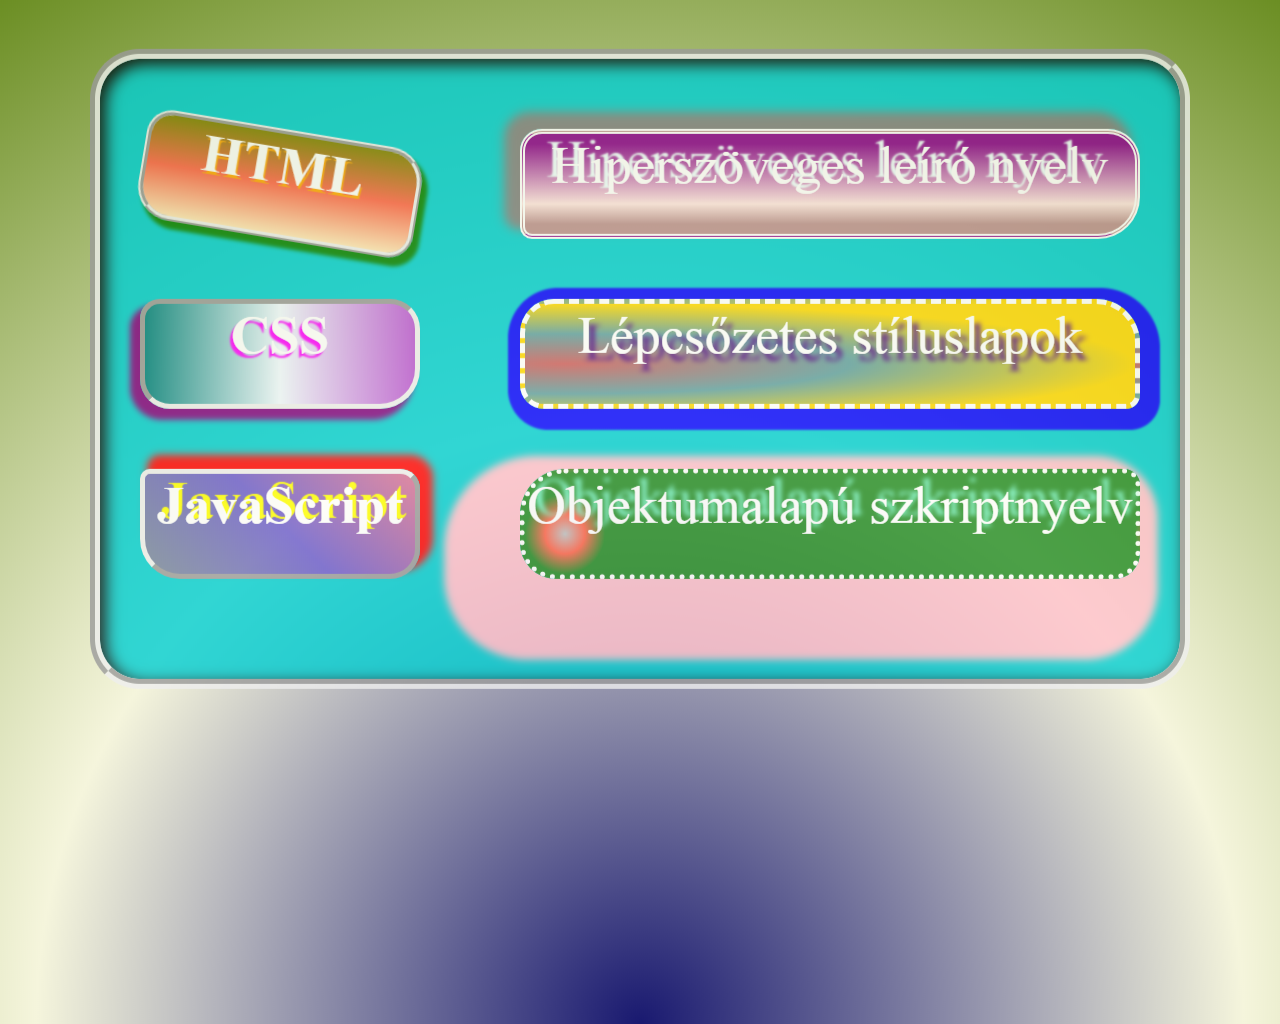 HTML
Hiperszöveges leíró nyelv
CSS
Lépcsőzetes stíluslapok
JavaScript
Objektumalapú szkriptnyelv